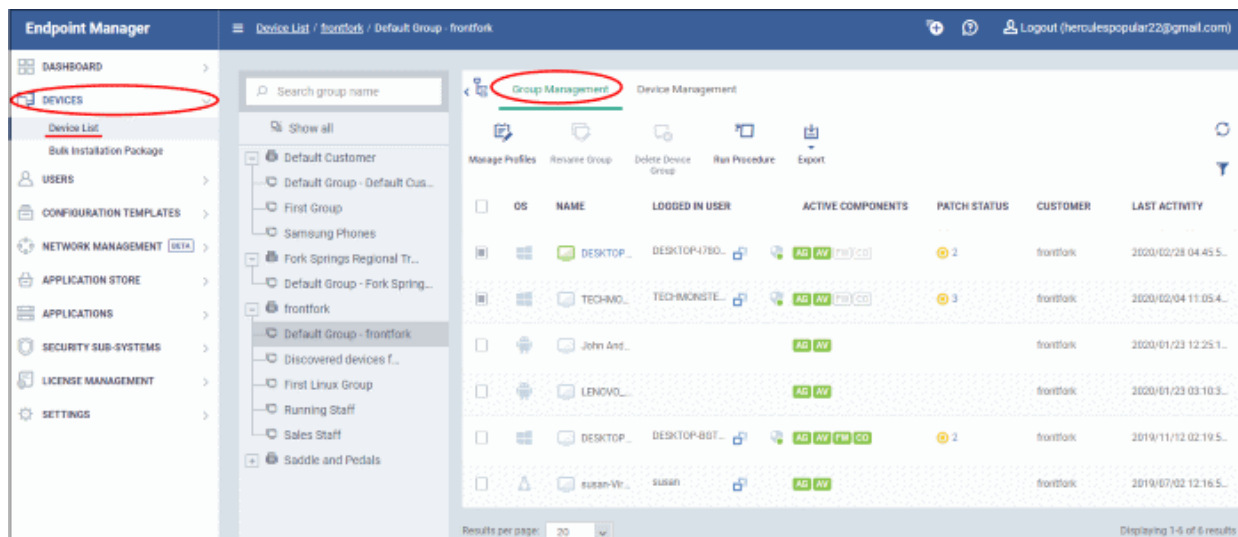 Endpoint Manager
Device List / frontfork / Default Group - frontfork
Logout (herculespopular22@gmail.com)
DASHBOARD
DEVICES
Device List
Bulk Installation Package
USERS
CONFIGURATION TEMPLATES
NETWORK MANAGEMENT BETA
APPLICATION STORE
APPLICATIONS
SECURITY SUB-SYSTEMS
LICENSE MANAGEMENT
SETTINGS
Search group name
Show all
Default Customer
Default Group - Default Cus...
First Group
Samsung Phones
Fork Springs Regional Tr...
Default Group - Fork Spring...
frontfork
Default Group - frontfork
Discovered devices f...
First Linux Group
Running Staff
Sales Staff
Saddle and Pedals
Group Management Device Management
Manage Profiles Rename Group Delete Device Group Run Procedure Export
OS NAME LOGGED IN USER ACTIVE COMPONENTS PATCH STATUS CUSTOMER LAST ACTIVITY
DESKTOP... DESKTOP-I780... AG AV FW CO 2 frontfork 2020/02/28 04:45:5...
TECHMO... TECHMONSTE... AG AV FW CO 3 frontfork 2020/02/04 11:05:4...
John And... AG AV frontfork 2020/01/23 12:25:1...
LENOVO_... AG AV frontfork 2020/01/23 03:10:3...
DESKTOP... DESKTOP-BGT... AG AV FW CO 2 frontfork 2019/11/12 02:19:5...
susan-Vir... susan AG AV frontfork 2019/07/02 12:16:5...
Results per page: 20
Displaying 1-6 of 6 results